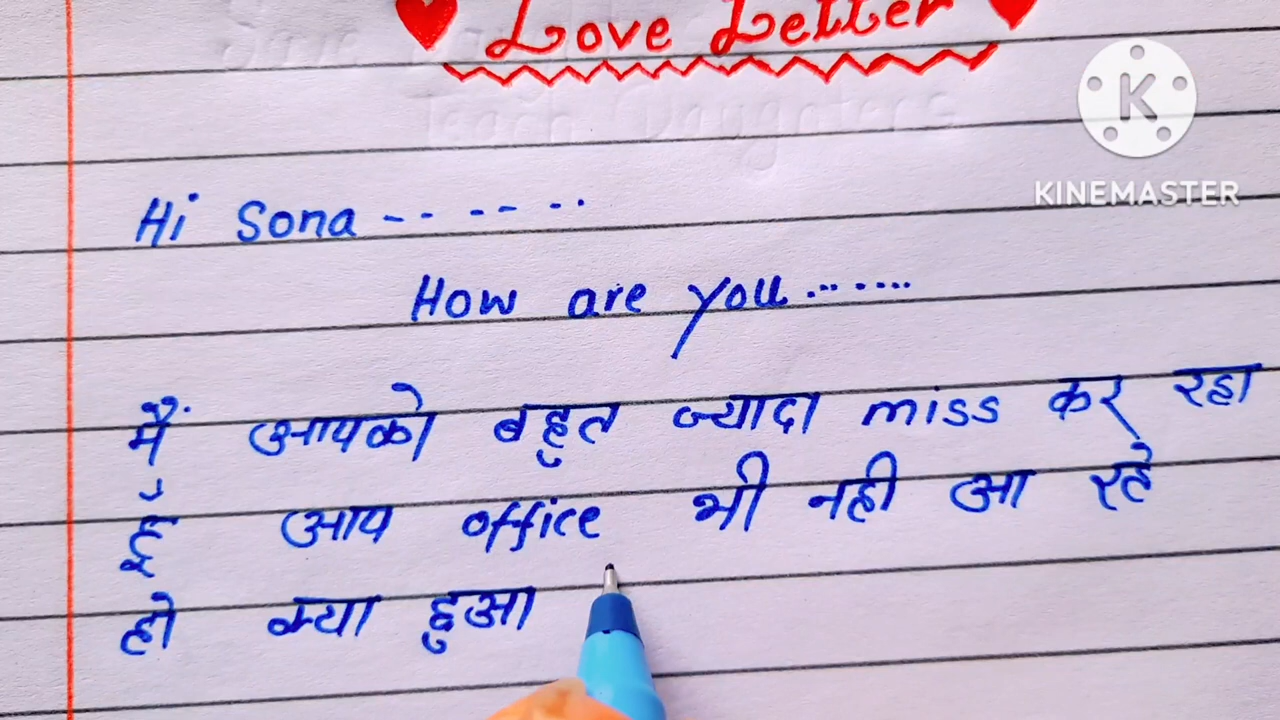 Love Letter
K
KINEMASTER
Hi Sona -- -- --
How are you .........
मैं आपको बहुत ज्यादा miss कर रहा
हूँ आप office भी नही आ रहे
हो क्या हुआ